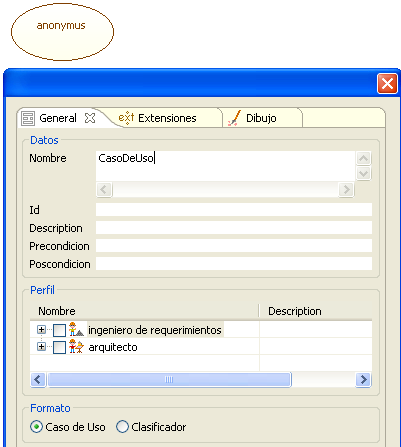 anonymus
General ext Extensiones Dibujo
Datos
Nombre CasoDeUso
Id
Description
Precondicion
Poscondicion
Perfil
Nombre Description
ingeniero de requerimientos
arquitecto
Formato
Caso de Uso Clasificador